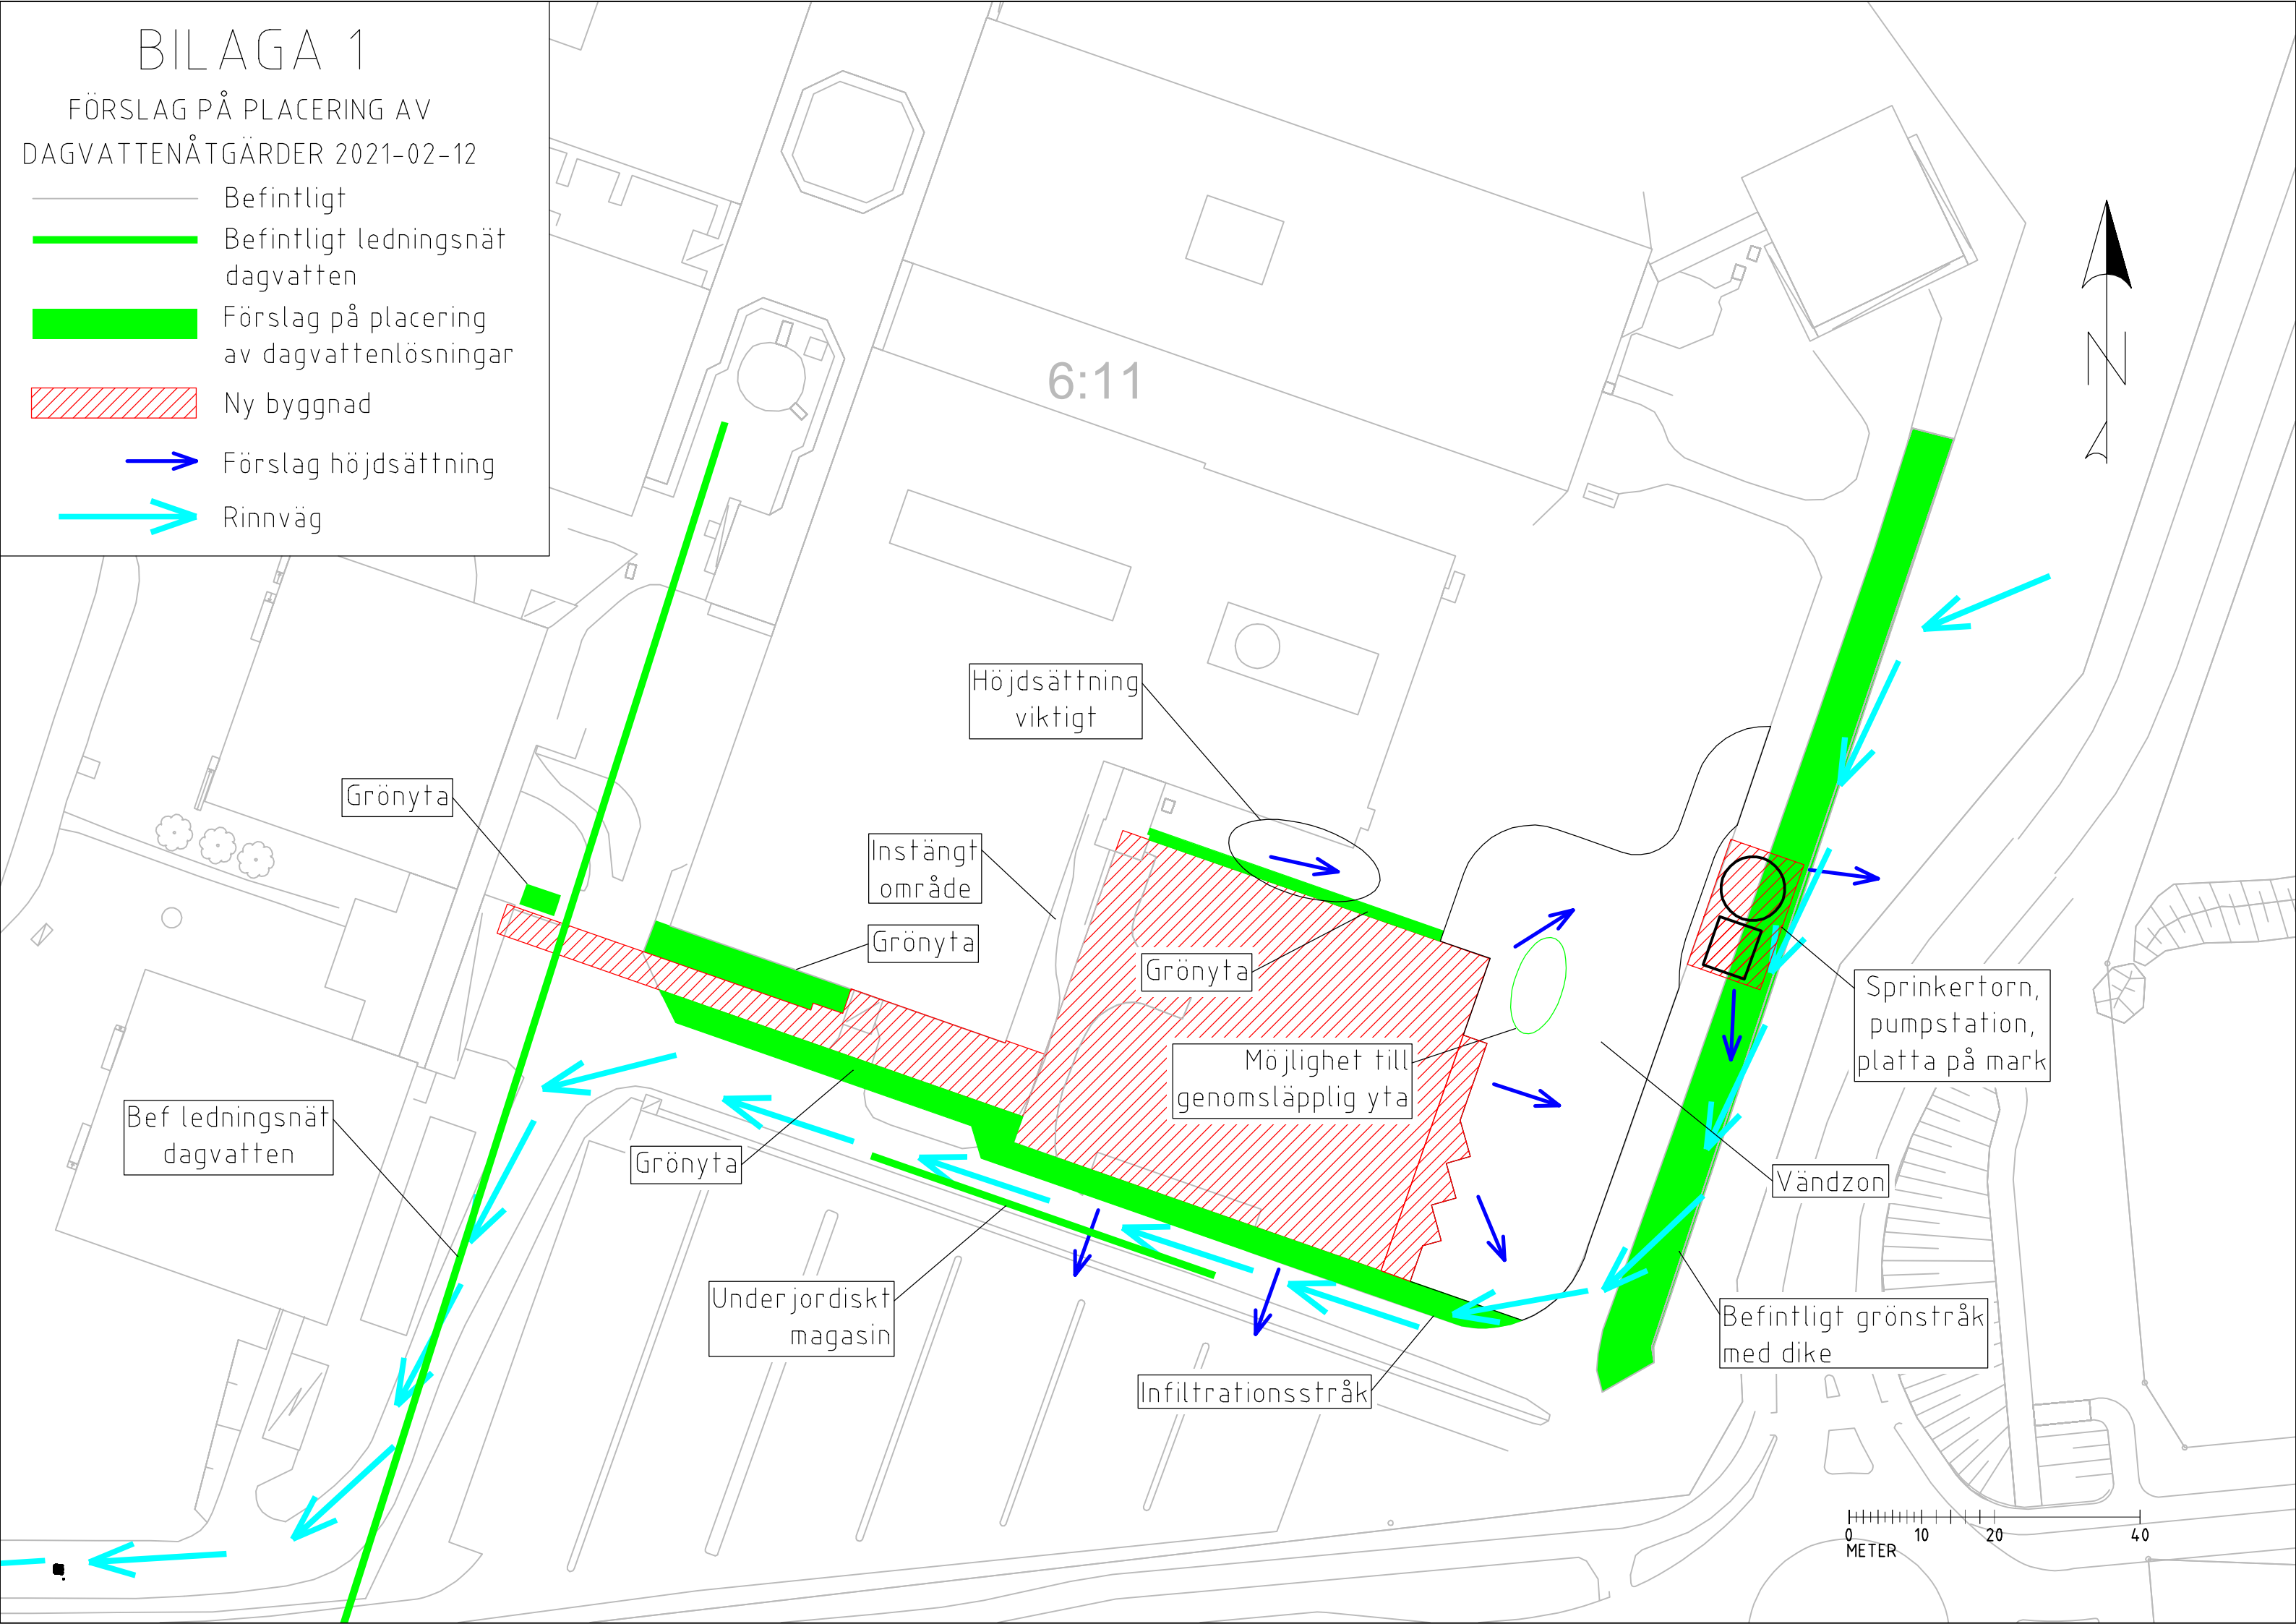 BILAGA 1
FÖRSLAG PÅ PLACERING AV
DAGVATTENÅTGÄRDER 2021-02-12
Befintligt
Befintligt ledningsnät
dagvatten
Förslag på placering
av dagvattenlösningar
Ny byggnad
Förslag höjdsättning
Rinnväg
N
6:11
Höjdsättning
viktigt
Grönyta
Instängt
område
Grönyta
Grönyta
Sprinkertorn,
pumpstation,
platta på mark
Möjlighet till
genomsläpplig yta
Bef ledningsnät
dagvatten
Grönyta
Vändzon
Underjordiskt
magasin
Befintligt grönstråk
med dike
Infiltrationsstråk
0 10 20 40
METER